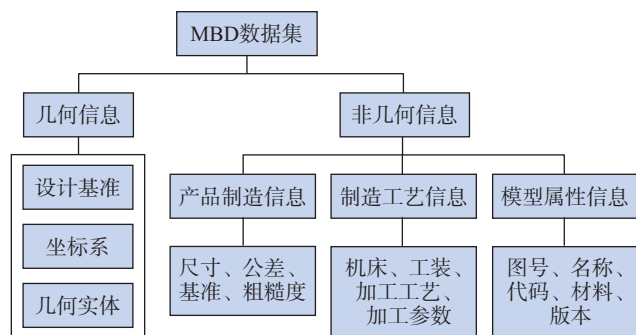 MBD数据集
几何信息
非几何信息
设计基准
坐标系
几何实体
产品制造信息
制造工艺信息
模型属性信息
尺寸、公差、
基准、粗糙度
机床、工装、
加工工艺、
加工参数
图号、名称、
代码、材料、
版本